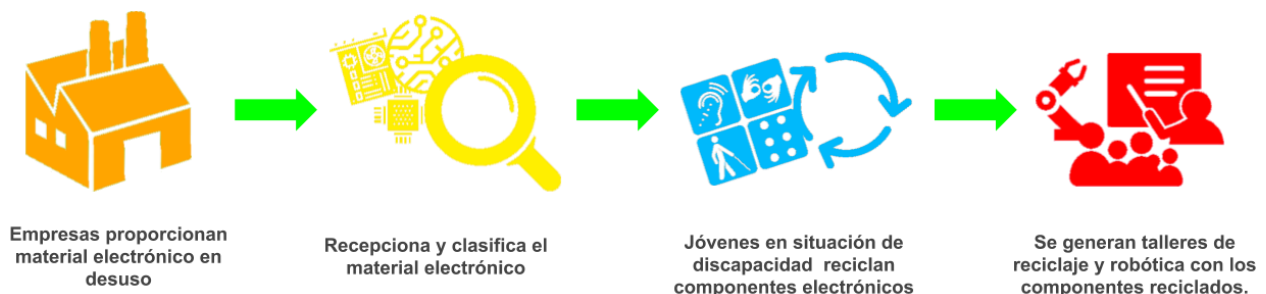 Empresas proporcionan
material electrónico en
desuso
Recepciona y clasifica el
material electrónico
Jóvenes en situación de
discapacidad reciclan
componentes electrónicos
Se generan talleres de
reciclaje y robótica con los
componentes reciclados.